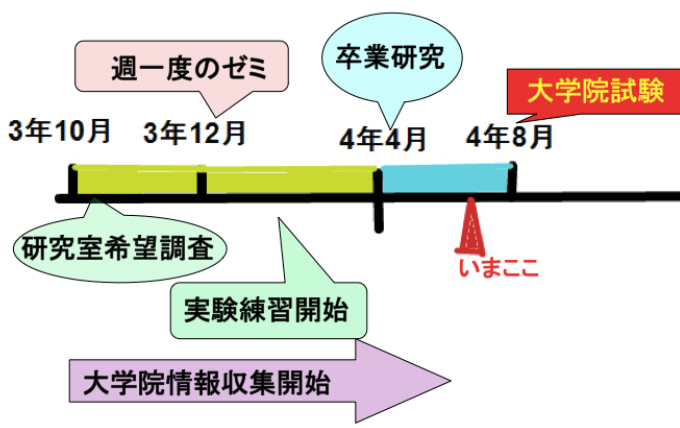 週一度のゼミ
卒業研究
大学院試験
3年10月
3年12月
4年4月
4年8月
研究室希望調査
いまここ
実験練習開始
大学院情報収集開始